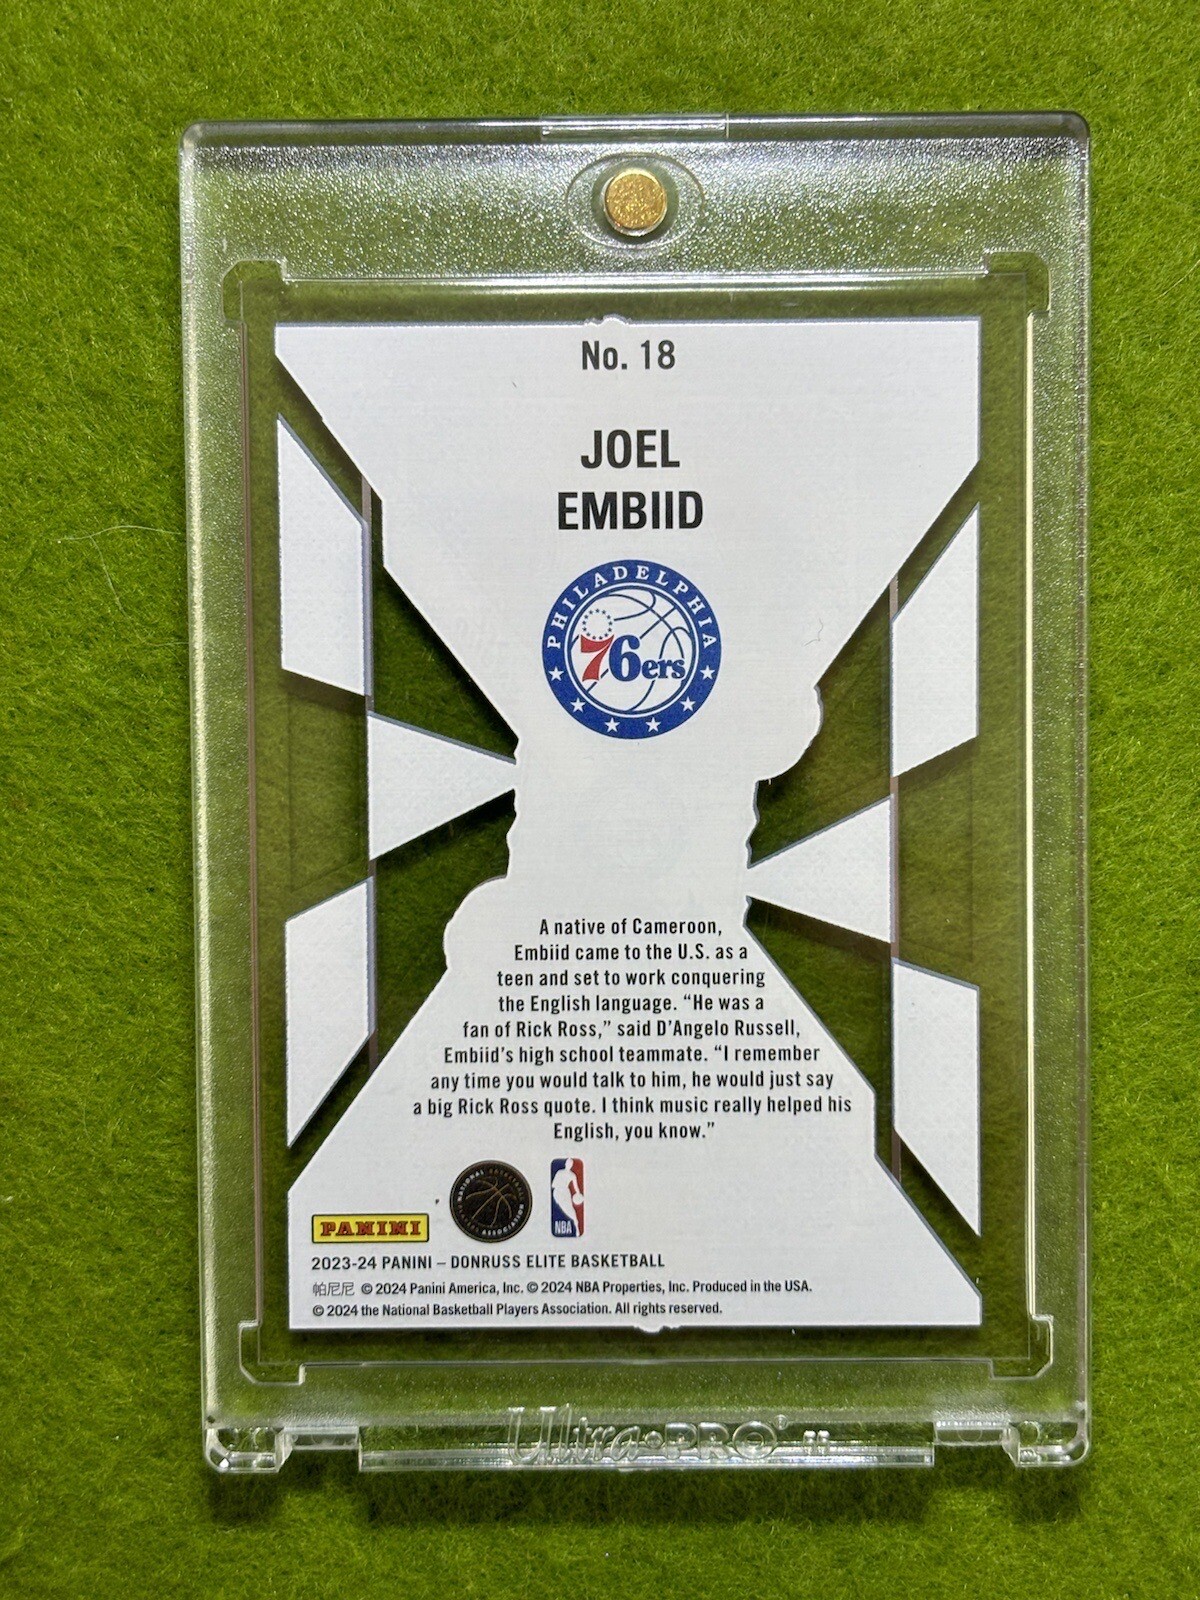 No. 18
JOEL
EMBIID
PHILADELPHIA
76ers
A native of Cameroon,
Embiid came to the U.S. as a
teen and set to work conquering
the English language. “He was a
fan of Rick Ross,” said D’Angelo Russell,
Embiid’s high school teammate. “I remember
any time you would talk to him, he would just say
a big Rick Ross quote. I think music really helped his
English, you know.”
NATIONAL BASKETBALL
PLAYERS ASSOCIATION
NBA
PANINI
2023-24 PANINI – DONRUSS ELITE BASKETBALL
帕尼尼 © 2024 Panini America, Inc. © 2024 NBA Properties, Inc. Produced in the USA.
© 2024 the National Basketball Players Association. All rights reserved.
Ultra•PRO®